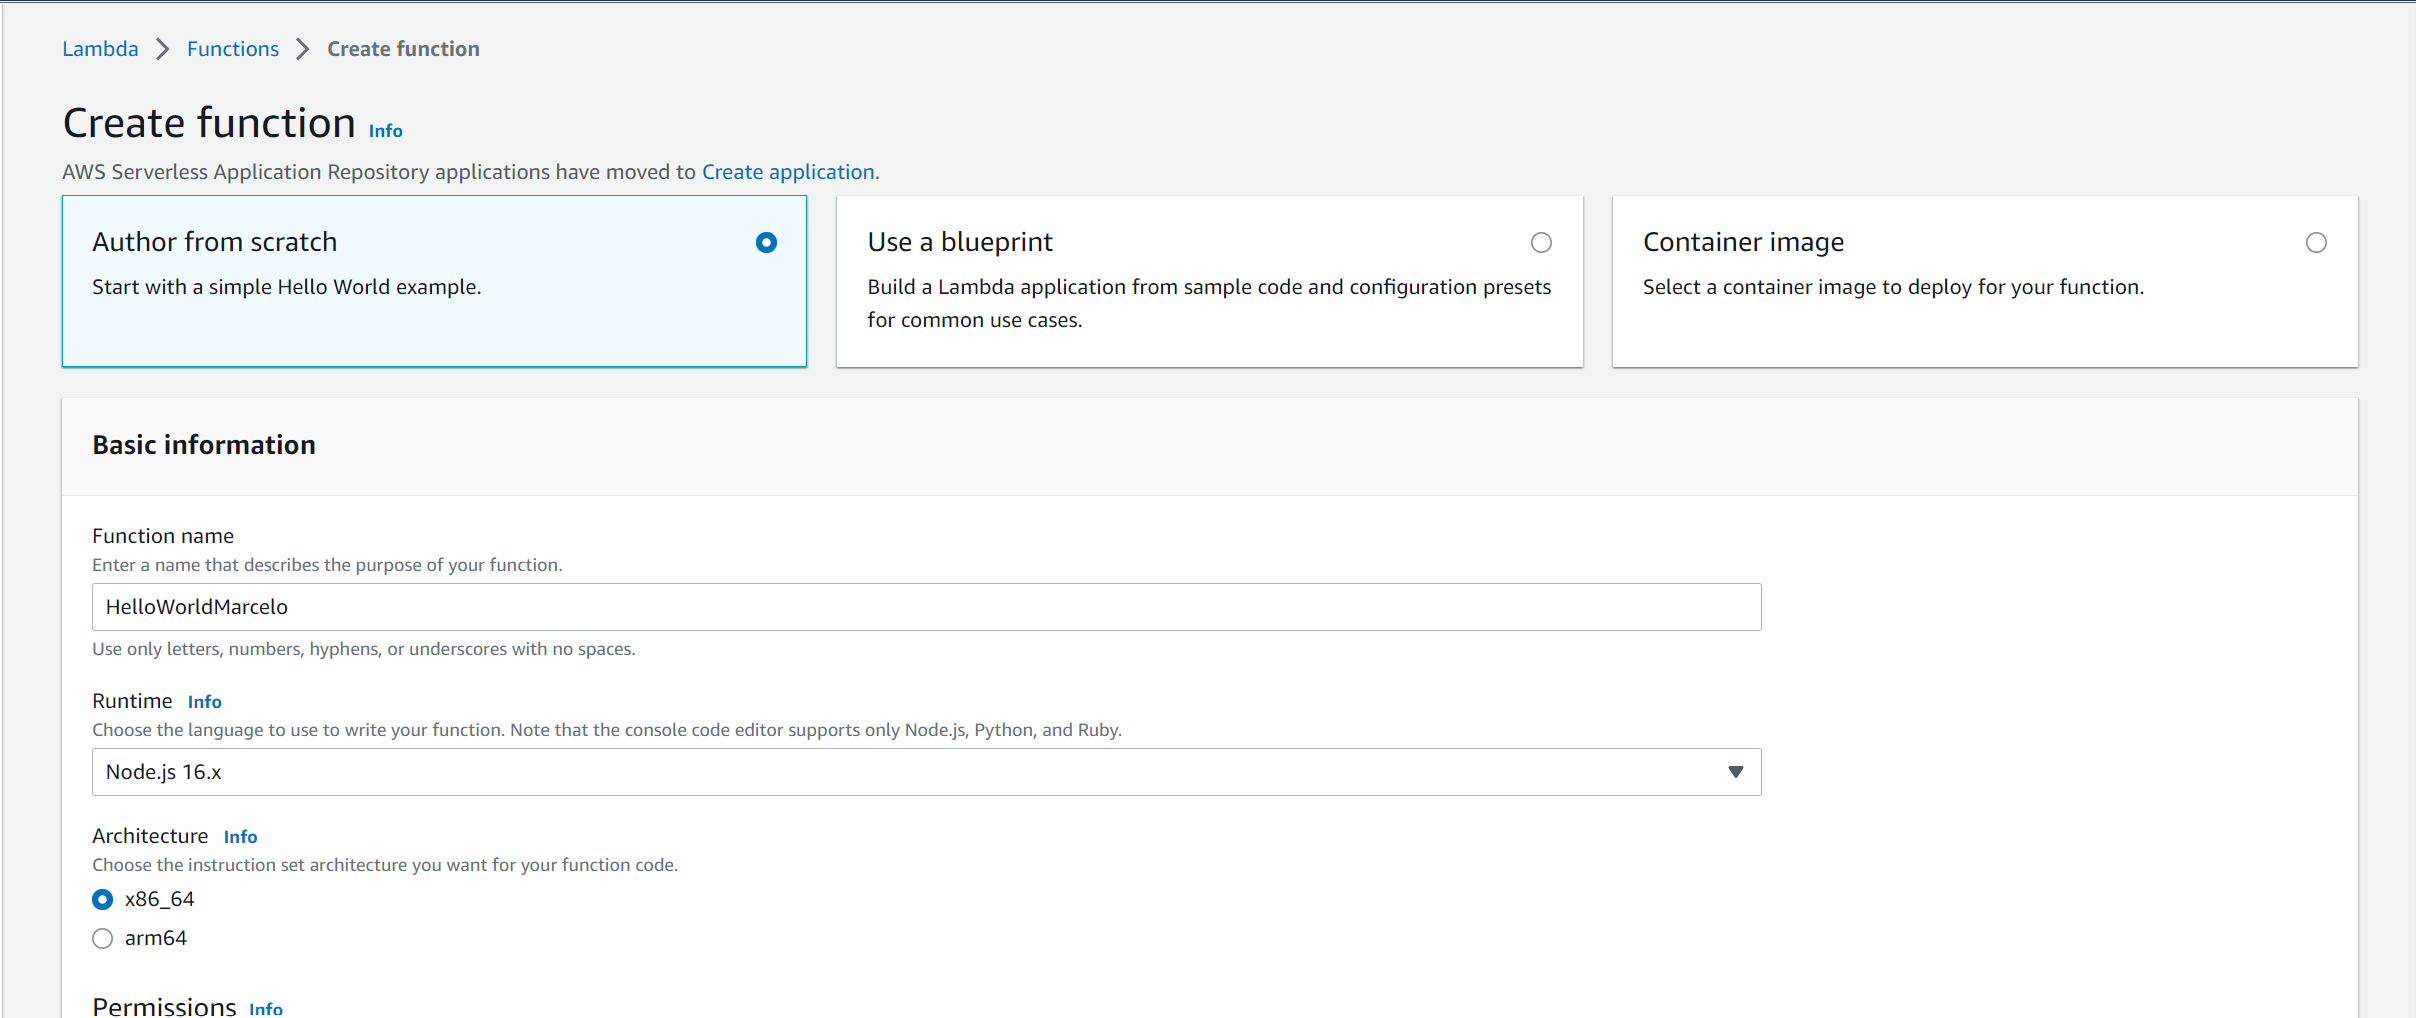 Lambda > Functions > Create function
Create function Info
AWS Serverless Application Repository applications have moved to Create application.
Author from scratch
Start with a simple Hello World example.
Use a blueprint
Build a Lambda application from sample code and configuration presets
for common use cases.
Container image
Select a container image to deploy for your function.
Basic information
Function name
Enter a name that describes the purpose of your function.
HelloWorldMarcelo
Use only letters, numbers, hyphens, or underscores with no spaces.
Runtime Info
Choose the language to use to write your function. Note that the console code editor supports only Node.js, Python, and Ruby.
Node.js 16.x
Architecture Info
Choose the instruction set architecture you want for your function code.
x86_64
arm64
Permissions Info